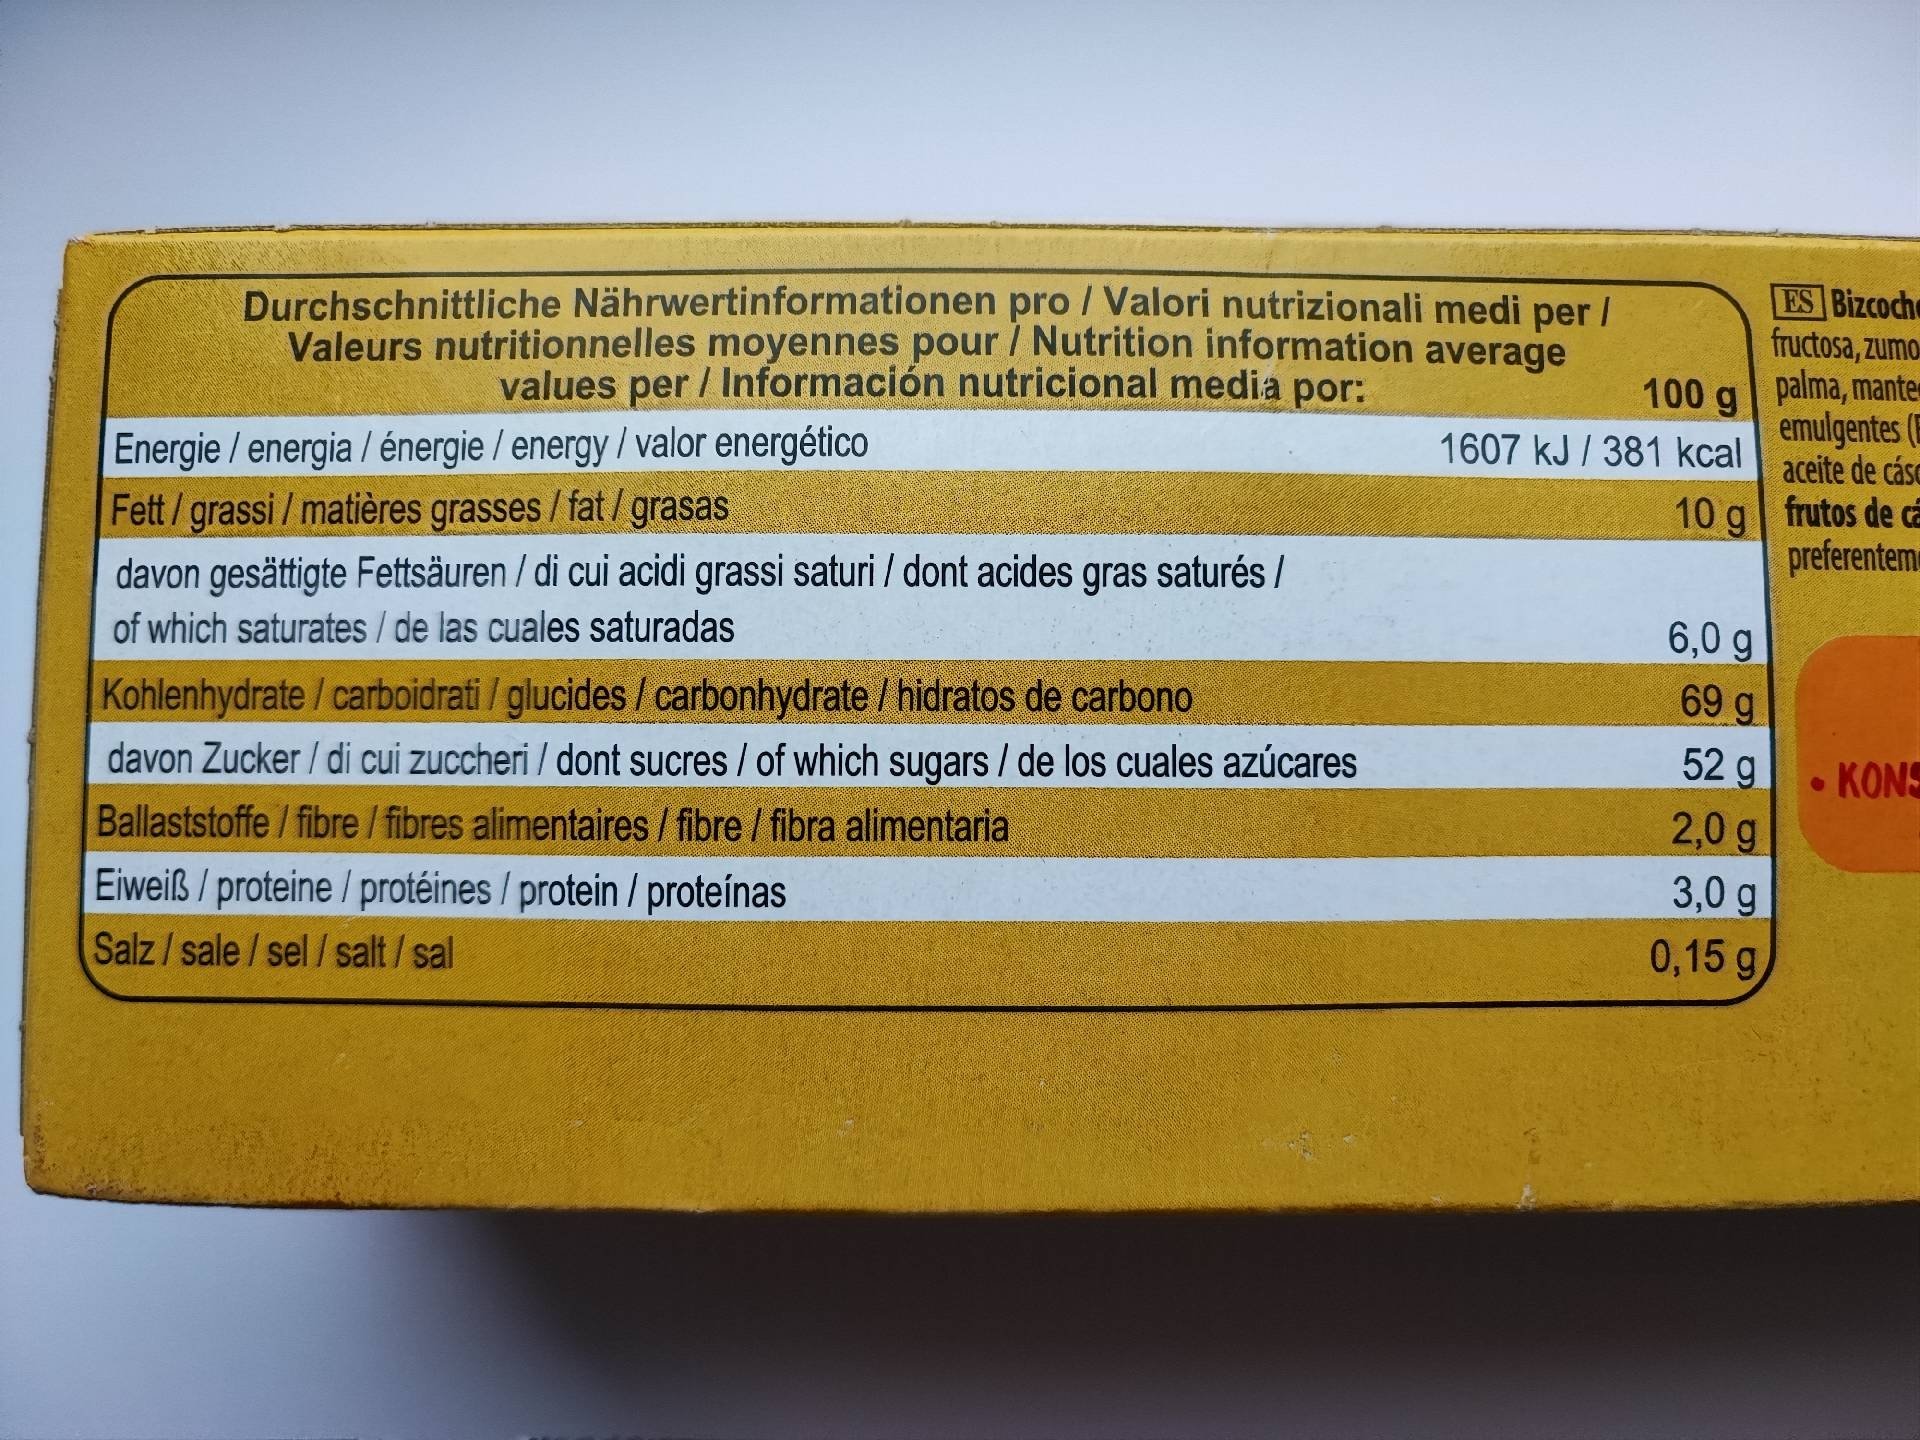 Durchschnittliche Nährwertinformationen pro / Valori nutrizionali medi per /
Valeurs nutritionnelles moyennes pour / Nutrition information average
values per / Información nutricional media por: 100 g
Energie / energia / énergie / energy / valor energético 1607 kJ / 381 kcal
Fett / grassi / matières grasses / fat / grasas 10 g
davon gesättigte Fettsäuren / di cui acidi grassi saturi / dont acides gras saturés /
of which saturates / de las cuales saturadas 6,0 g
Kohlenhydrate / carboidrati / glucides / carbonhydrate / hidratos de carbono 69 g
davon Zucker / di cui zuccheri / dont sucres / of which sugars / de los cuales azúcares 52 g
Ballaststoffe / fibre / fibres alimentaires / fibre / fibra alimentaria 2,0 g
Eiweiß / proteine / protéines / protein / proteínas 3,0 g
Salz / sale / sel / salt / sal 0,15 g
ES
fructosa, zumo
palma,
emulgentes
aceite de
frutos de